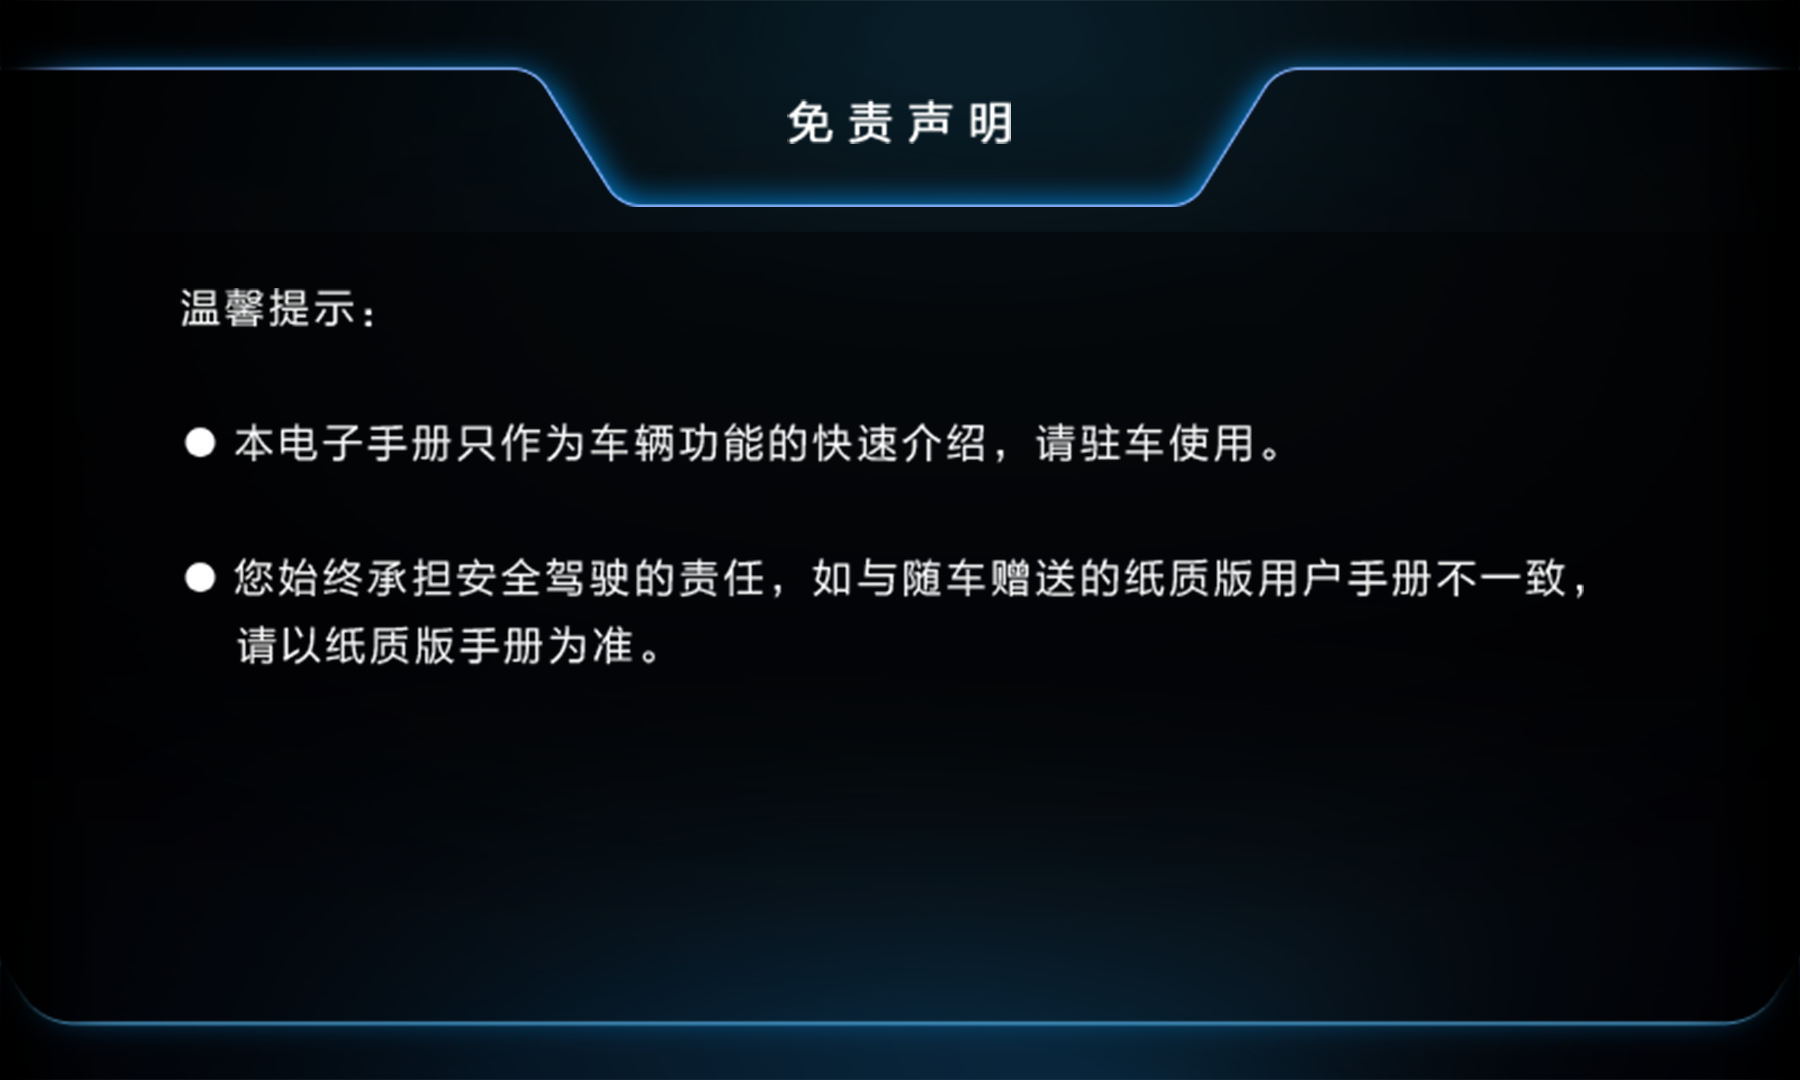 免责声明
温馨提示：
● 本电子手册只作为车辆功能的快速介绍，请驻车使用。
● 您始终承担安全驾驶的责任，如与随车赠送的纸质版用户手册不一致，
请以纸质版手册为准。